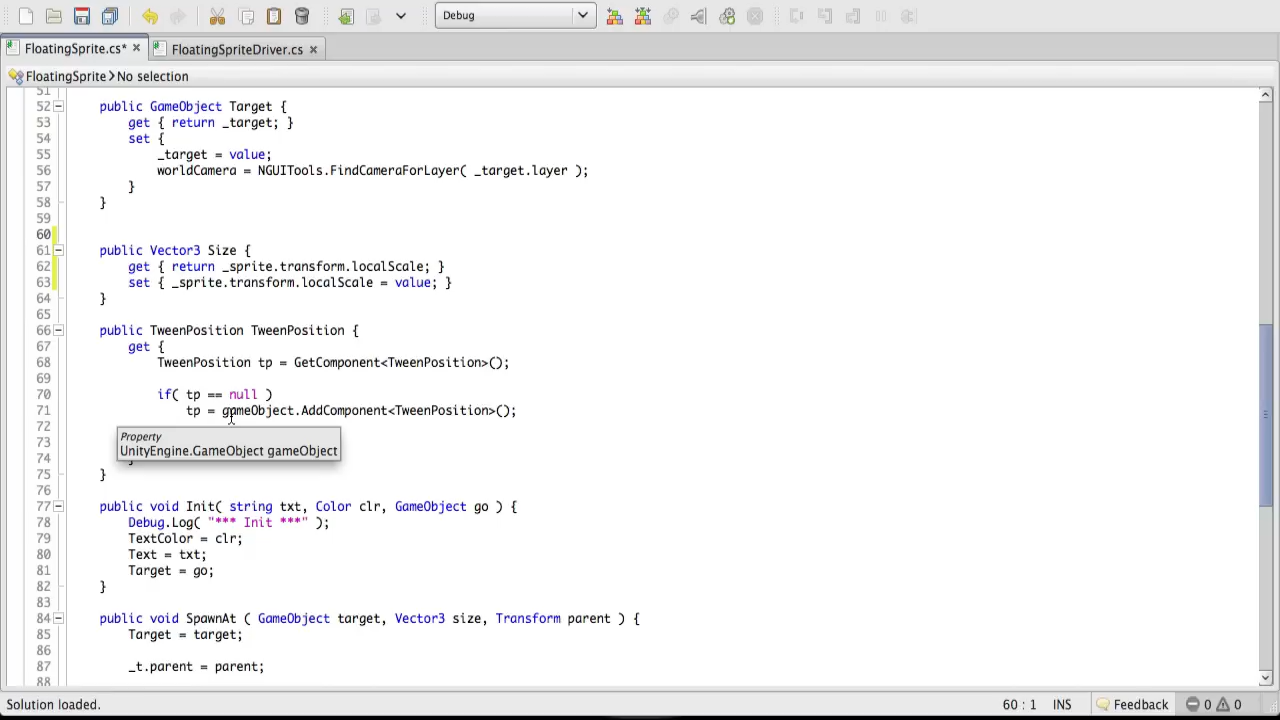 Debug
FloatingSprite.cs*
FloatingSpriteDriver.cs
FloatingSprite
No selection
51
52 public GameObject Target {
53 get { return _target; }
54 set {
55 _target = value;
56 worldCamera = NGUITools.FindCameraForLayer( _target.layer );
57 }
58 }
59
60
61 public Vector3 Size {
62 get { return _sprite.transform.localScale; }
63 set { _sprite.transform.localScale = value; }
64 }
65
66 public TweenPosition TweenPosition {
67 get {
68 TweenPosition tp = GetComponent<TweenPosition>();
69
70 if( tp == null )
71 tp = gameObject.AddComponent<TweenPosition>();
72
73
Property
UnityEngine.GameObject gameObject
74 }
75 }
76
77 public void Init( string txt, Color clr, GameObject go ) {
78 Debug.Log( "*** Init ***" );
79 TextColor = clr;
80 Text = txt;
81 Target = go;
82 }
83
84 public void SpawnAt ( GameObject target, Vector3 size, Transform parent ) {
85 Target = target;
86
87 _t.parent = parent;
88
Solution loaded.
60 : 1
INS
Feedback
0
0